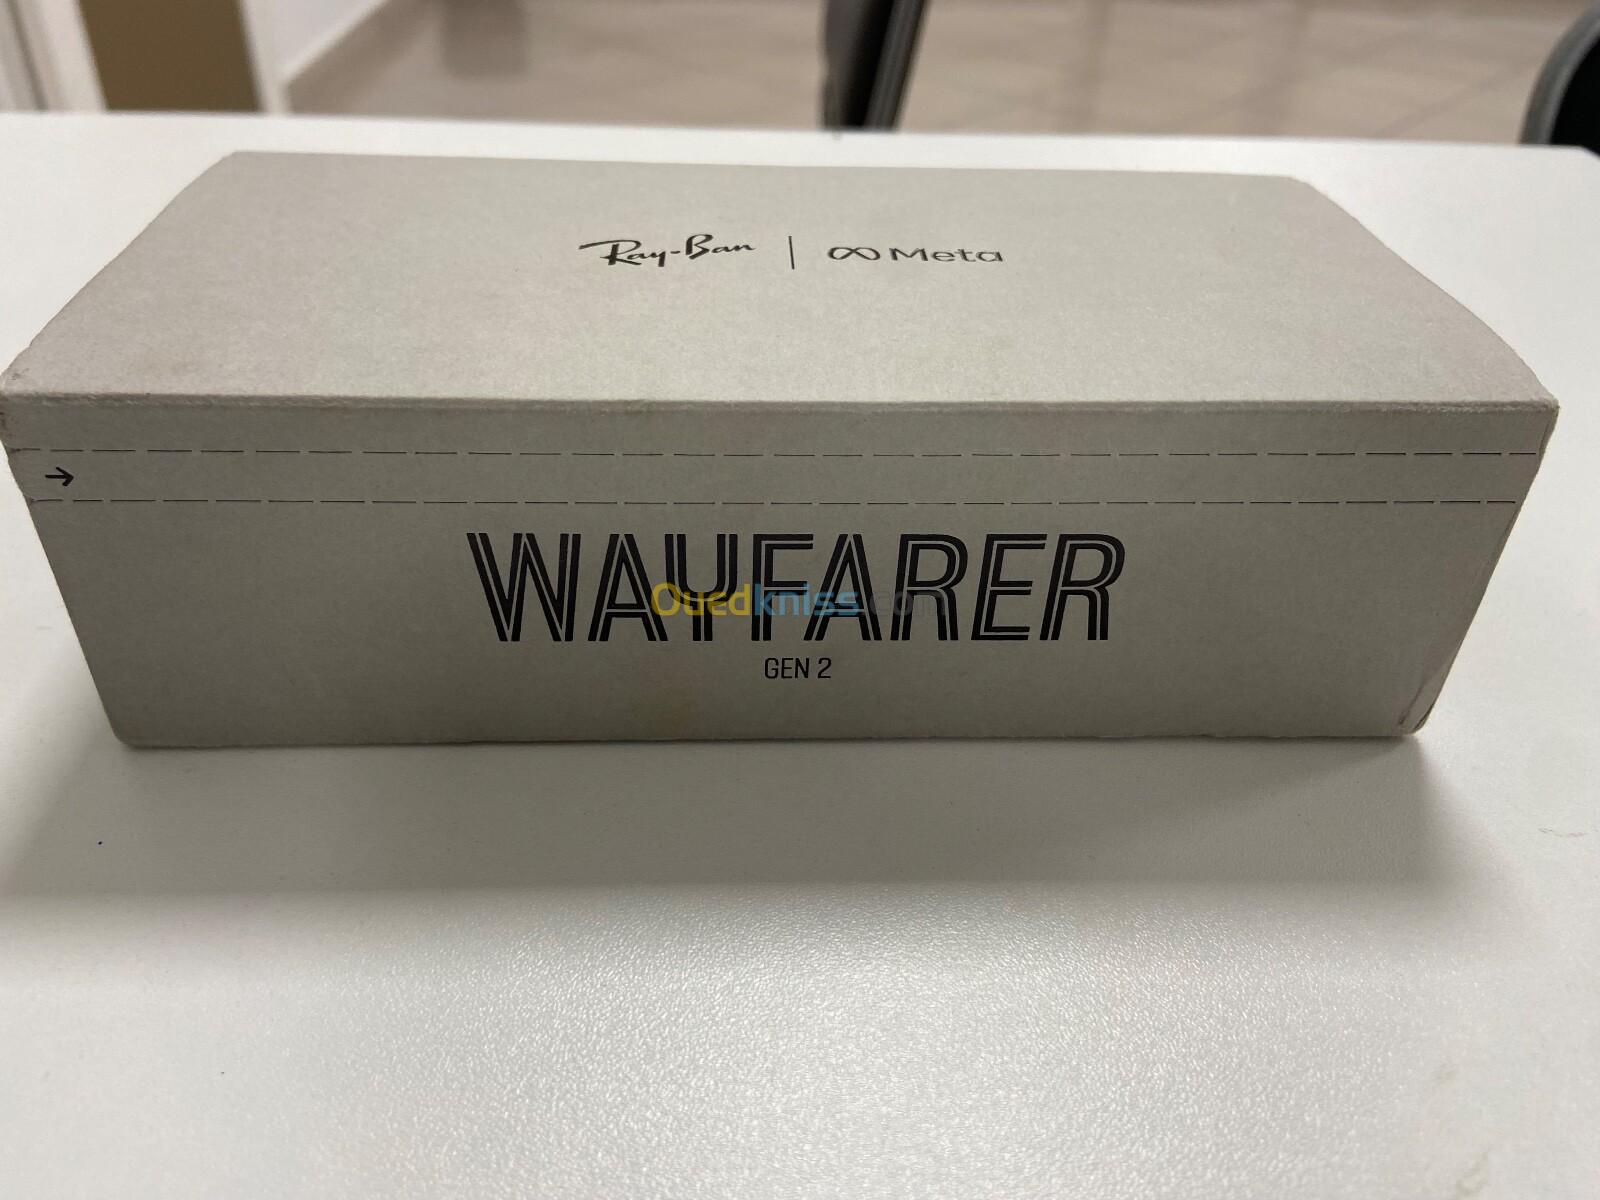 Ray-Ban | Meta
→
WAYFARER
Ouedkniss.com
GEN 2